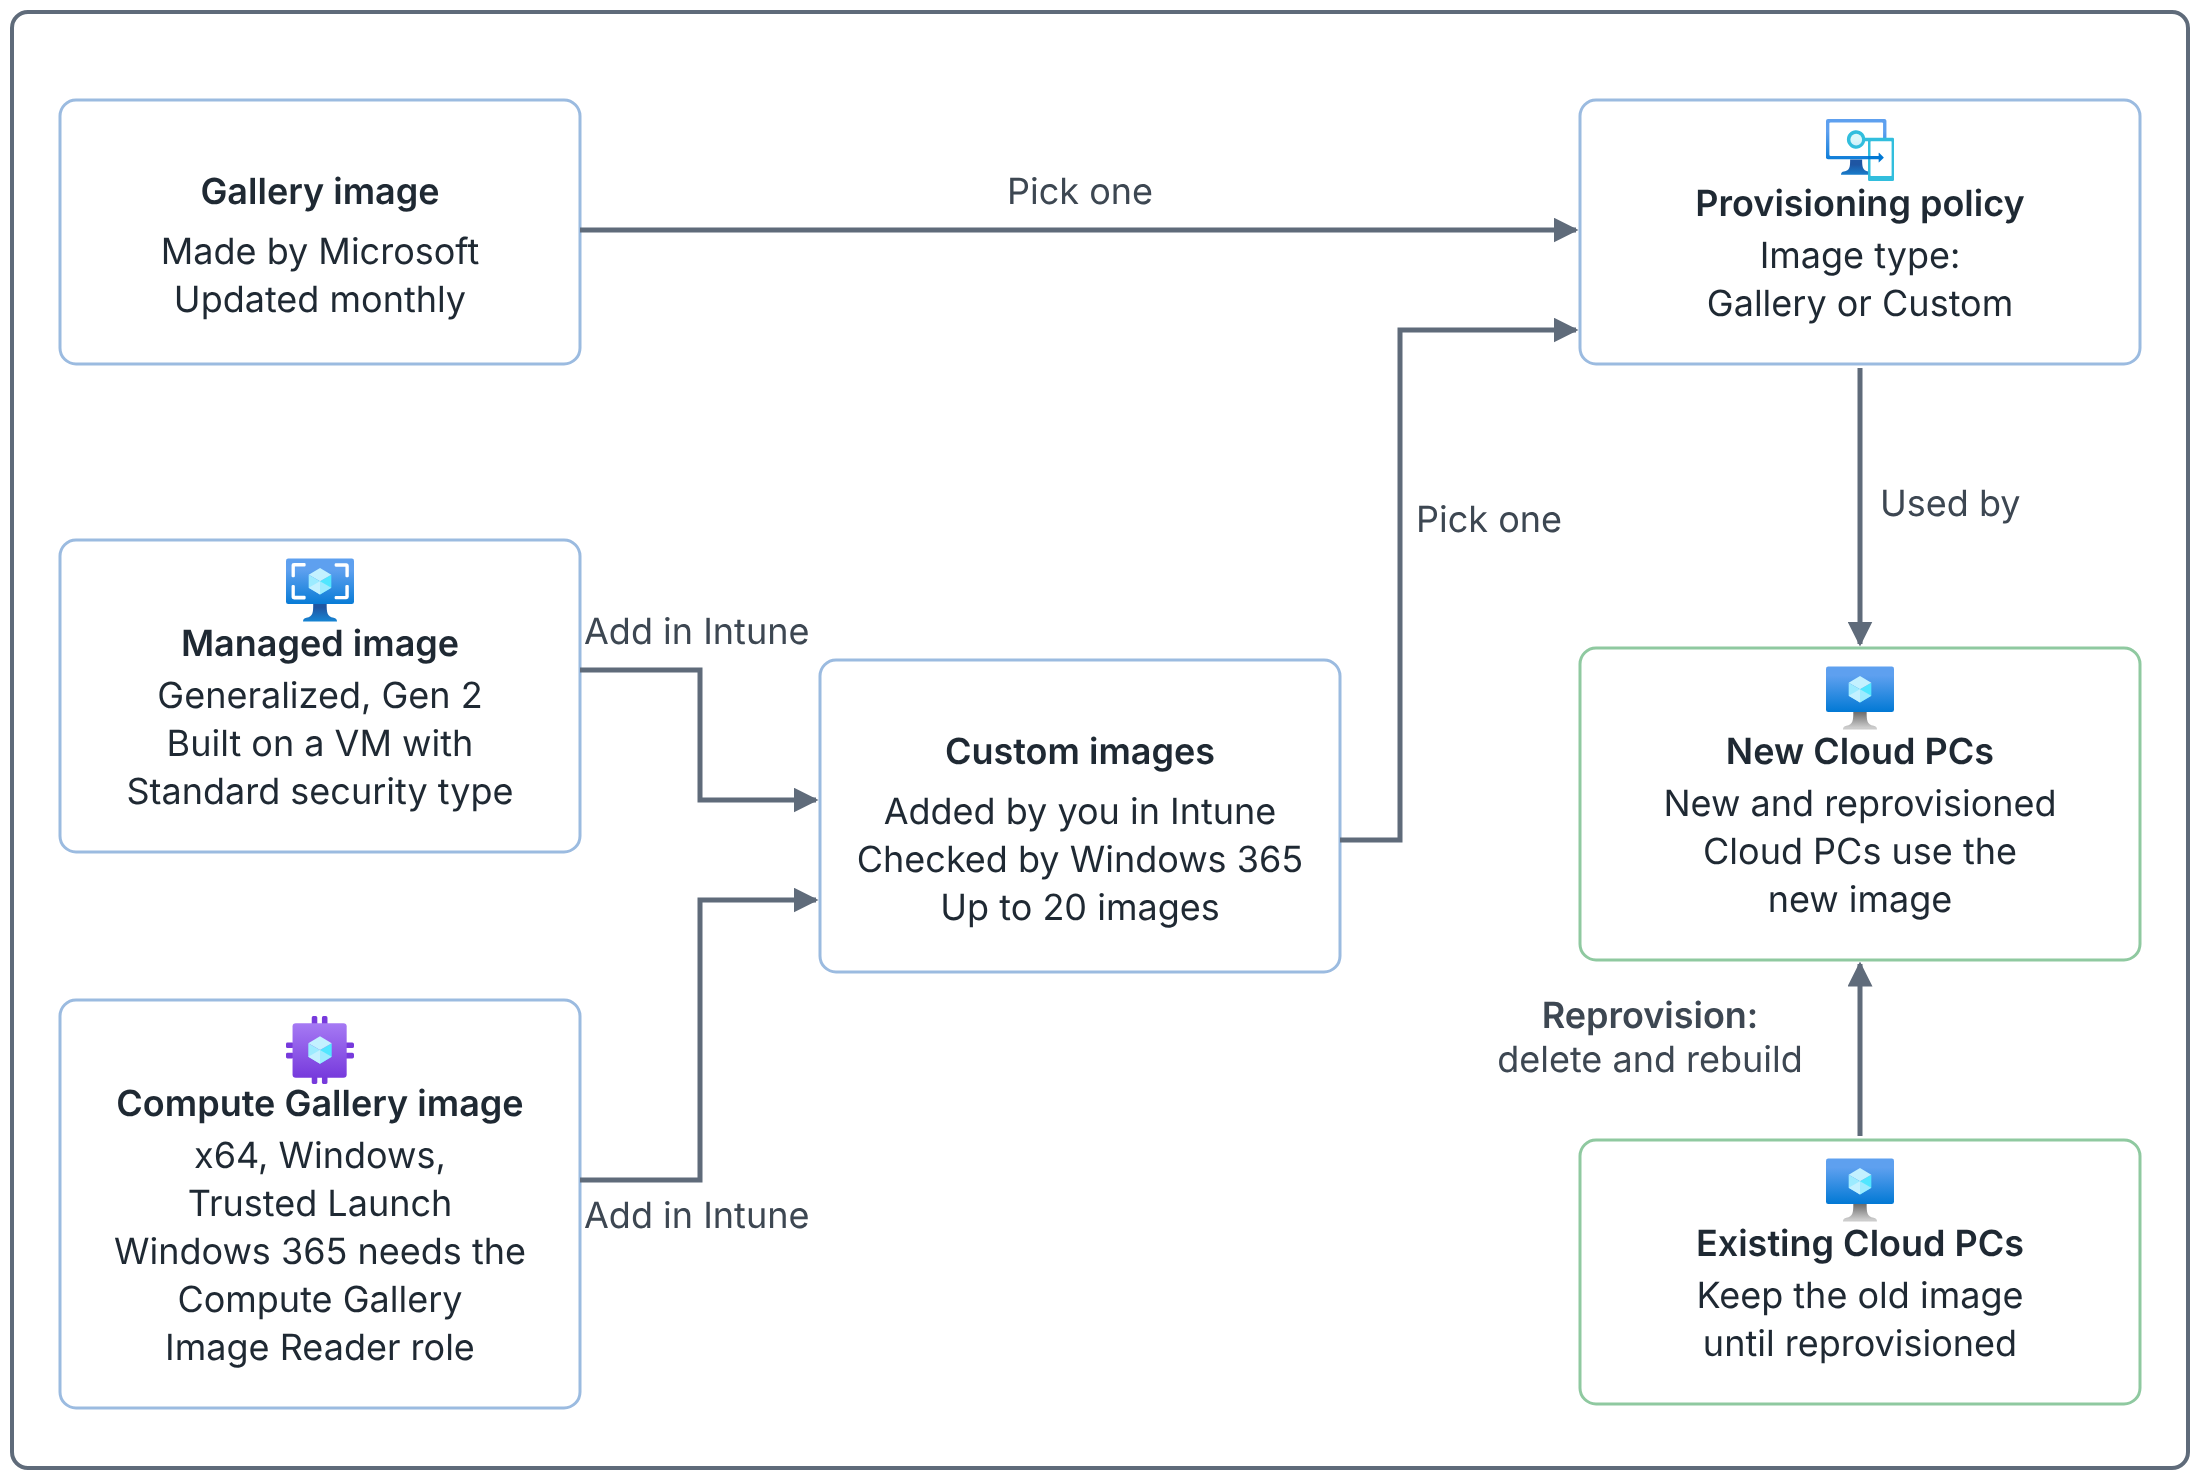 Gallery image
Made by Microsoft
Updated monthly
Pick one
Provisioning policy
Image type:
Gallery or Custom
Managed image
Generalized, Gen 2
Built on a VM with
Standard security type
Add in Intune
Custom images
Added by you in Intune
Checked by Windows 365
Up to 20 images
Pick one
Used by
New Cloud PCs
New and reprovisioned
Cloud PCs use the
new image
Compute Gallery image
x64, Windows,
Trusted Launch
Windows 365 needs the
Compute Gallery
Image Reader role
Add in Intune
Reprovision:
delete and rebuild
Existing Cloud PCs
Keep the old image
until reprovisioned